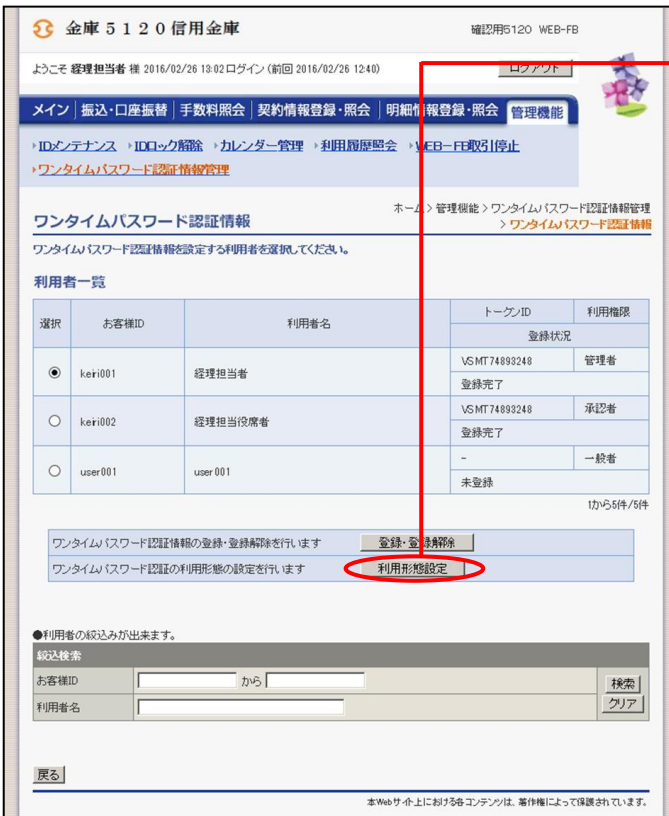 金庫5120信用金庫
確認用5120 WEB-FB
ようこそ 経理担当者 様 2016/02/26 13:02 ログイン (前回 2016/02/26 12:40)
ログアウト
メイン 振込・口座振替 手数料照会 契約情報登録・照会 明細情報登録・照会 管理機能
IDメンテナンス IDロック解除 カレンダー管理 利用履歴照会 WEB-FB取引停止
ワンタイムパスワード認証情報管理
ホーム > 管理機能 > ワンタイムパスワード認証情報管理
> ワンタイムパスワード認証情報
ワンタイムパスワード認証情報
ワンタイムパスワード認証情報を設定する利用者を選択してください。
利用者一覧
選択 お客様ID 利用者名 トークンID 利用権限
登録状況
keiri001 経理担当者 VSMT74893248 管理者
登録完了
keiri002 経理担当役席者 VSMT74893248 承認者
登録完了
user001 user001 - 一般者
未登録
1から5件/5件
ワンタイムパスワード認証情報の登録・登録解除を行います 登録・登録解除
ワンタイムパスワード認証の利用形態の設定を行います 利用形態設定
●利用者の絞込みが出来ます。
絞込検索
お客様ID から 検索
利用者名 クリア
戻る
本Webサイト上における各コンテンツは、著作権によって保護されています。